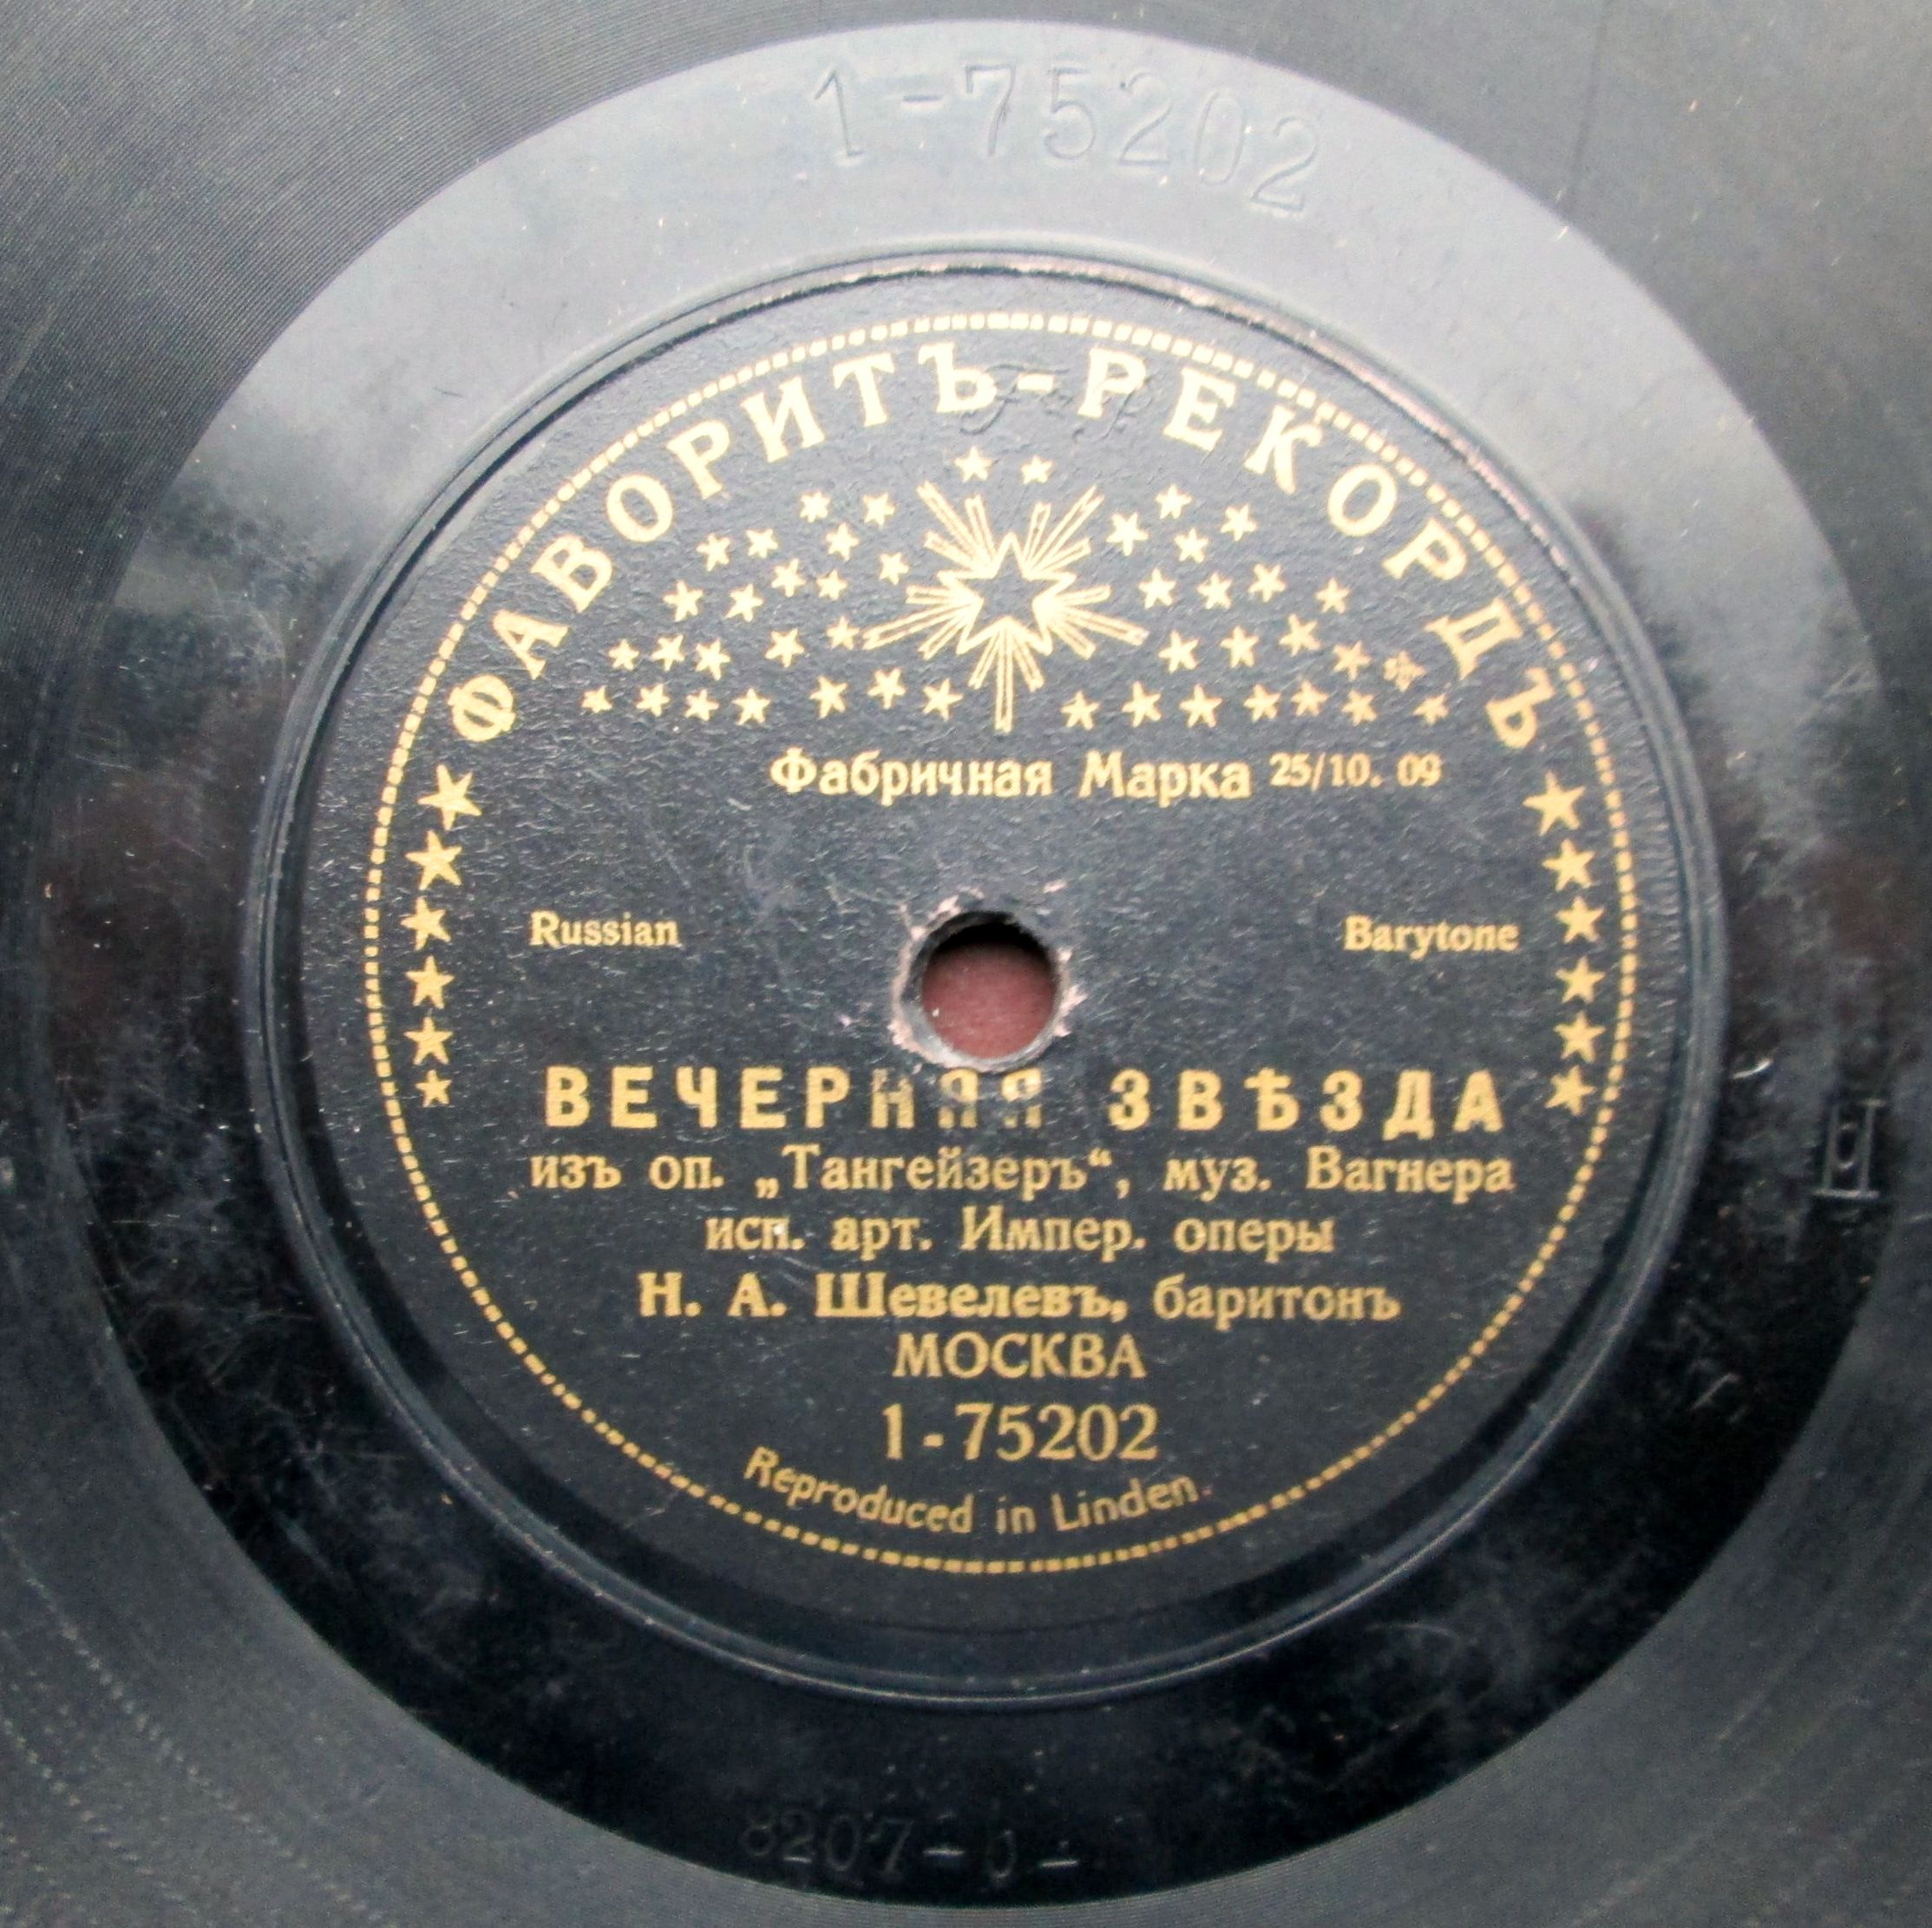 1-75202
ФАВОРИТЪ-РЕКОРДЪ
Фабричная Марка 25/10. 09
Russian
Barytone
ВЕЧЕРНЯЯ ЗВѢЗДА
изъ оп. „Тангейзеръ“, муз. Вагнера
исп. арт. Импер. оперы
Н. А. Шевелевъ, баритонъ
МОСКВА
1-75202
Reproduced in Linden.
8207-